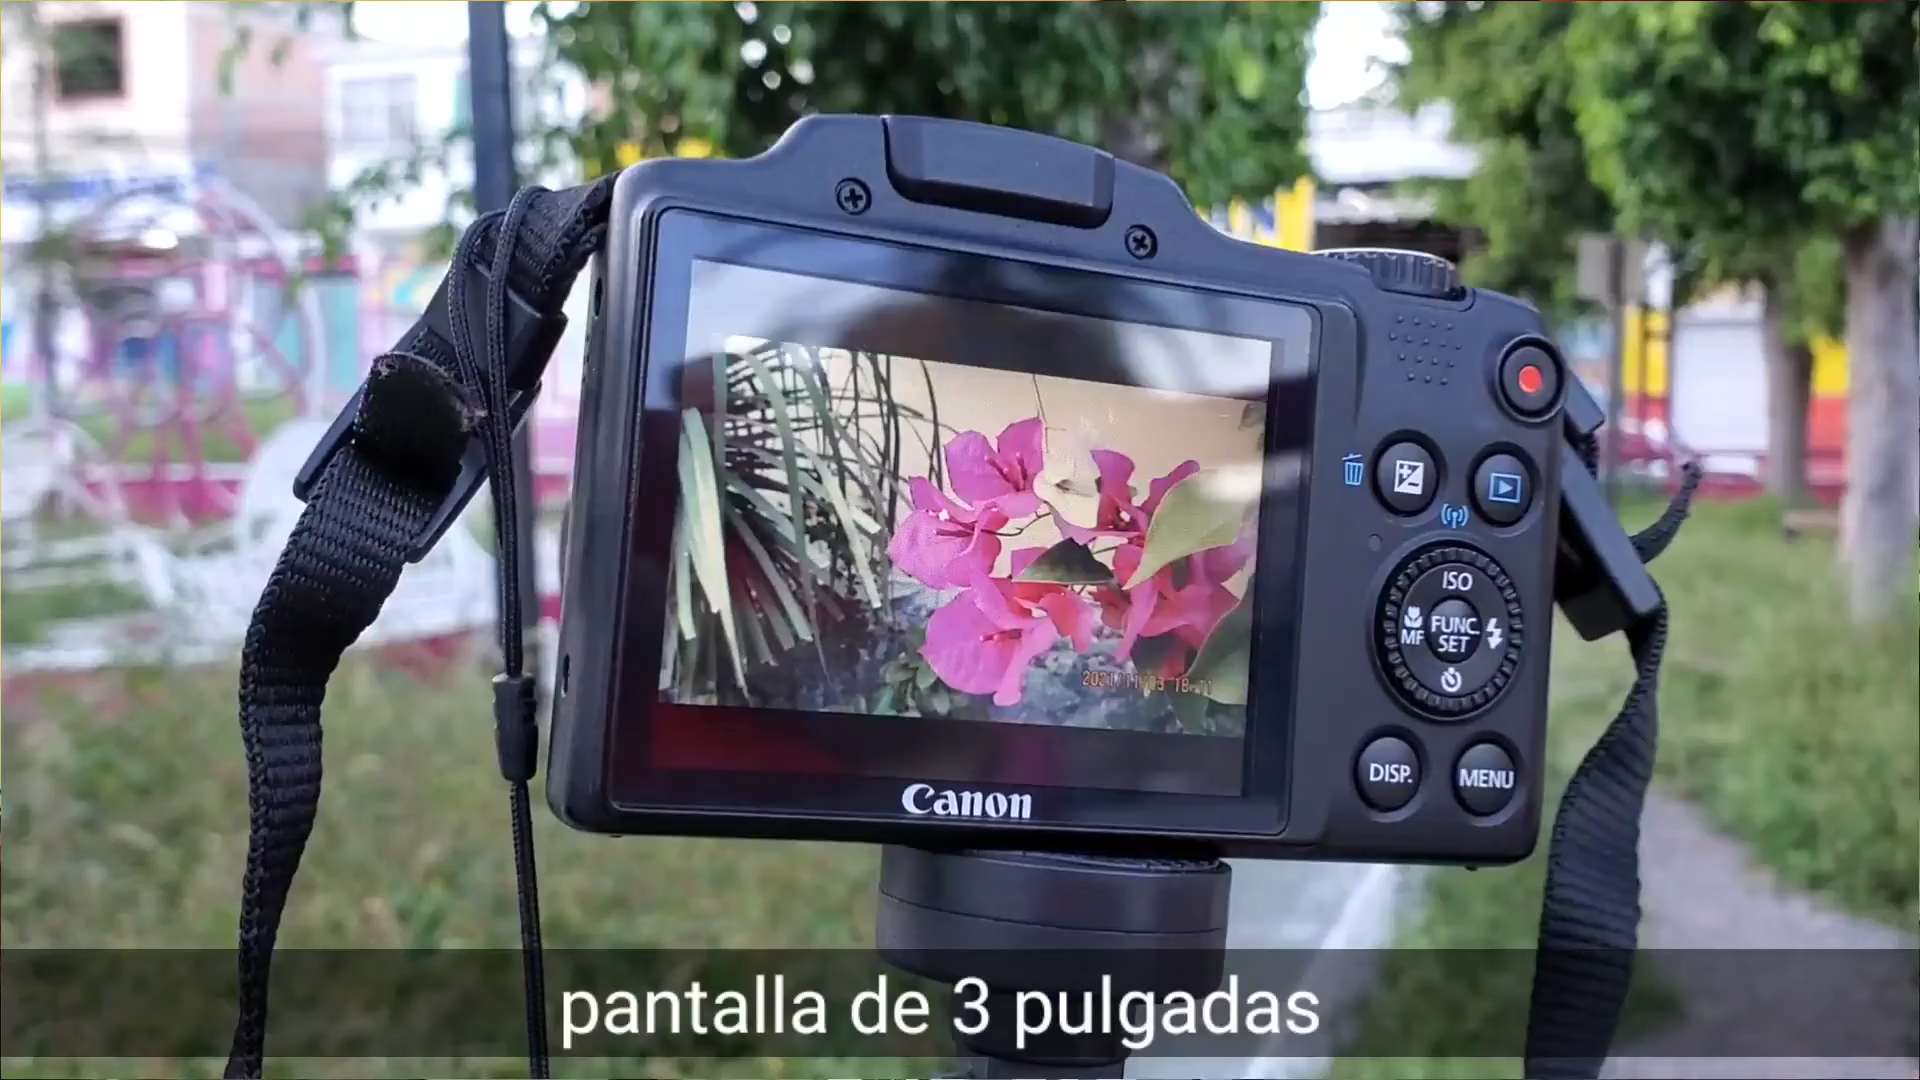 ISO
MF
FUNC.
SET
DISP.
MENU
Canon
pantalla de 3 pulgadas